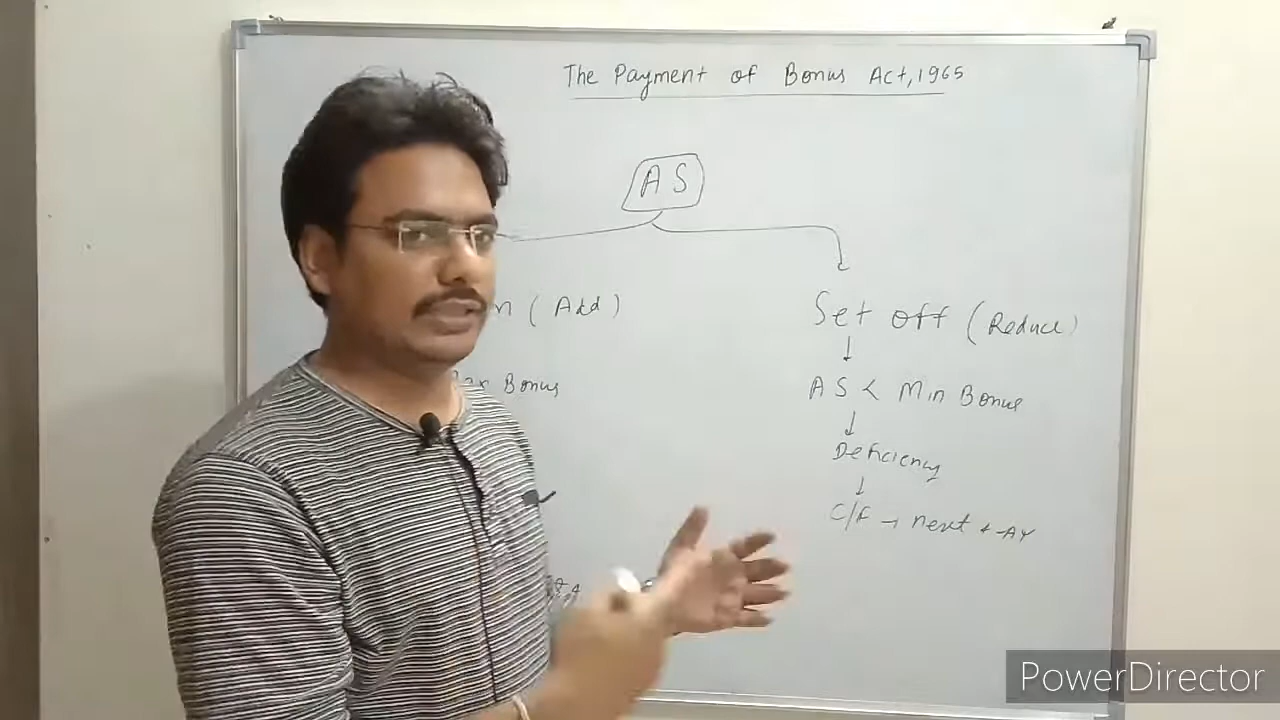 The Payment of Bonus Act, 1965
AS
(Add)
Bonus
Set off (Reduce)
AS < Min Bonus
Deficiency
C/f → next 4 AY
PowerDirector